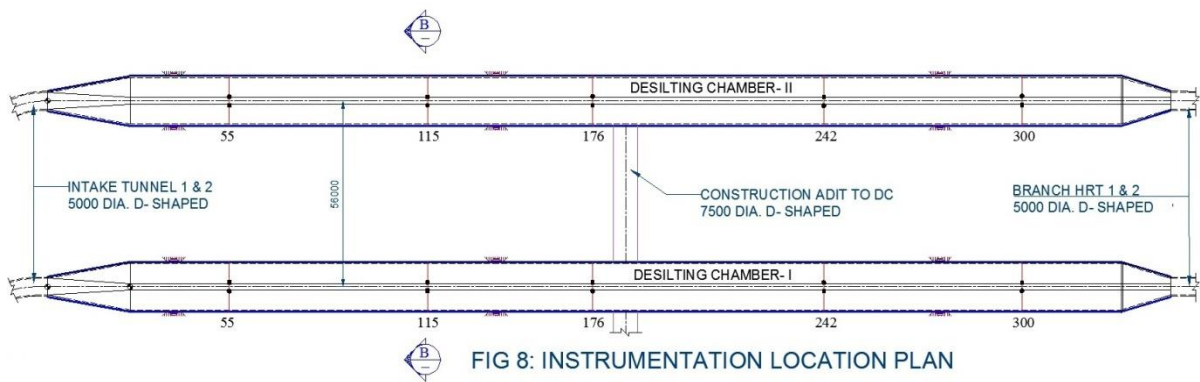 B
DESILTING CHAMBER- II
55 115 176 242 300
INTAKE TUNNEL 1 & 2
5000 DIA. D- SHAPED
56000
CONSTRUCTION ADIT TO DC
7500 DIA. D- SHAPED
BRANCH HRT 1 & 2
5000 DIA. D- SHAPED
DESILTING CHAMBER- I
55 115 176 242 300
B
FIG 8: INSTRUMENTATION LOCATION PLAN